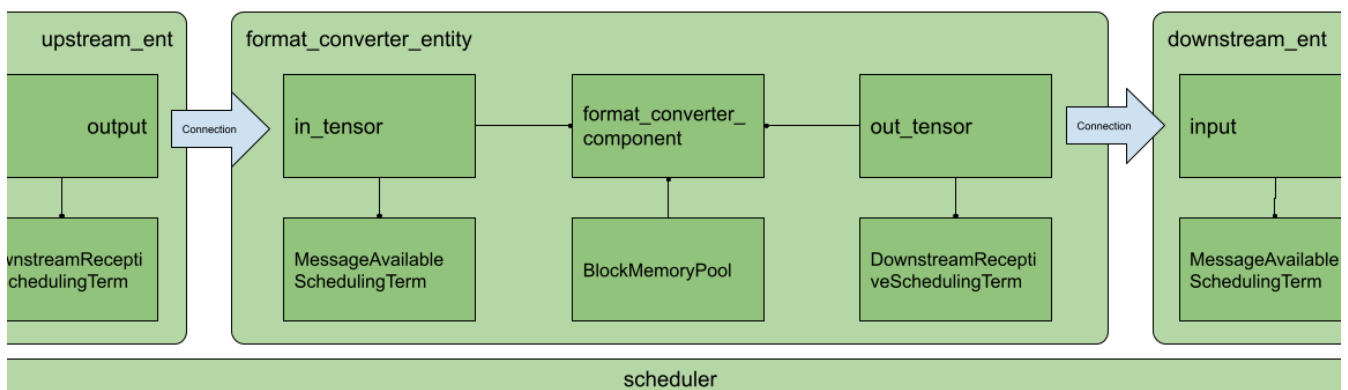 upstream_ent
format_converter_entity
downstream_ent
output
Connection
in_tensor
format_converter_
component
out_tensor
Connection
input
wnstreamRecepti
chedulingTerm
MessageAvailable
SchedulingTerm
BlockMemoryPool
DownstreamRecepti
veSchedulingTerm
MessageAvailable
SchedulingTerm
scheduler